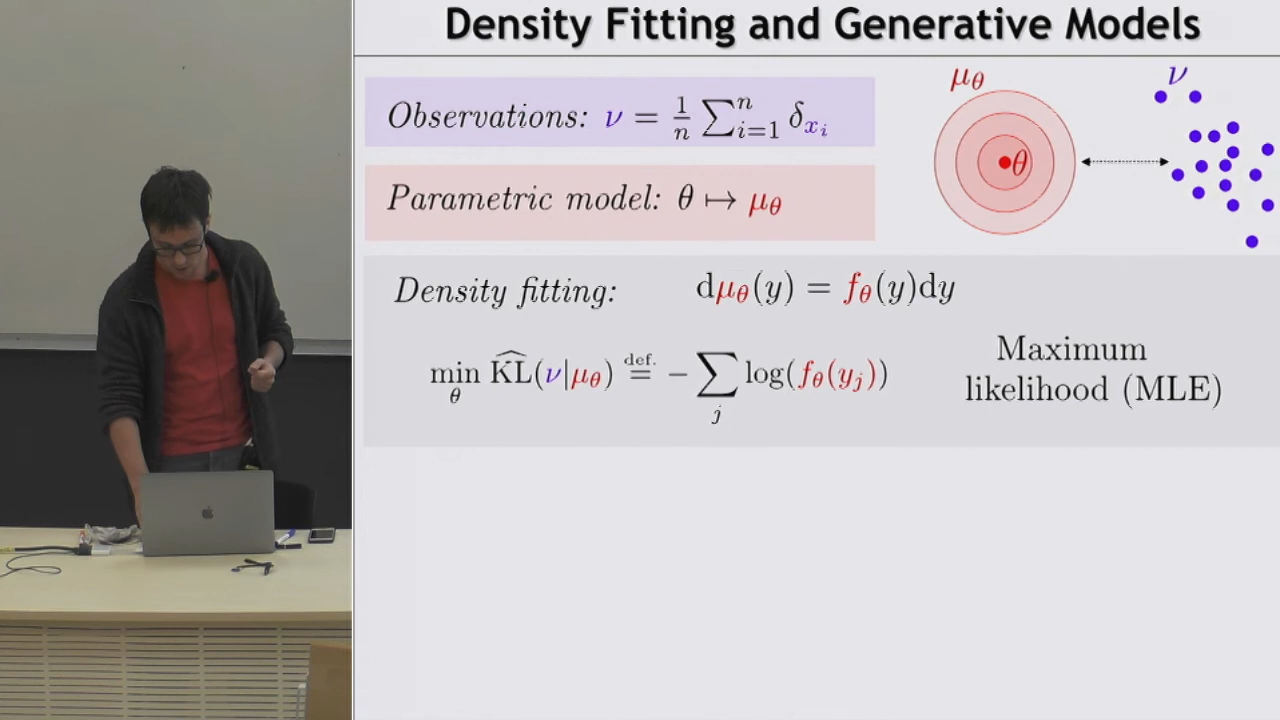 Density Fitting and Generative Models
Observations: ν = 1/n ∑_{i=1}^{n} δ_{x_i}
Parametric model: θ ↦ μ_θ
μ_θ
θ
ν
Density fitting: dμ_θ(y) = f_θ(y)dy
min_θ K̂L(ν|μ_θ) =^{def.} − ∑_j log(f_θ(y_j))
Maximum
likelihood (MLE)